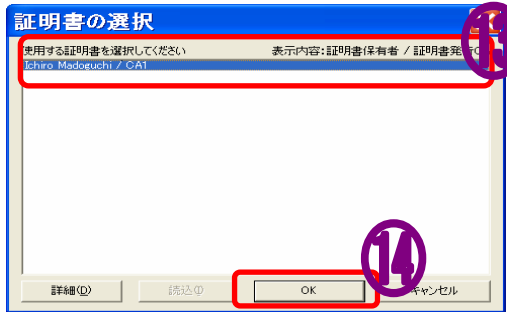 証明書の選択
⑬
使用する証明書を選択してください 表示内容:証明書保有者 / 証明書発
Ichiro Madoguchi / CA1
⑭
詳細(D) 読込(I) OK キャンセル